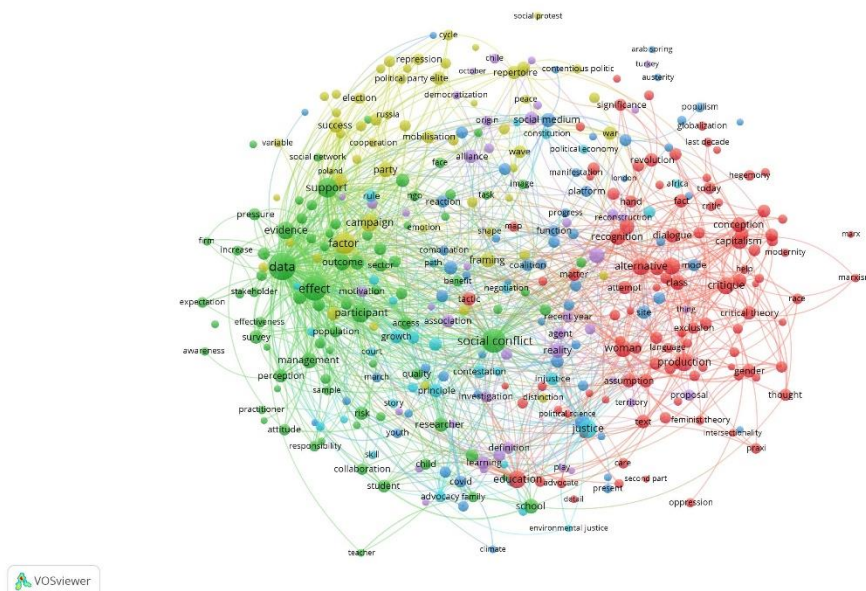 social protest
cycle
arab spring
chile
turkey
repression
october
repertoire
contentious politic
austerity
political party elite
democratization
peace
election
significance
populism
russia
origin
social medium
war
globalization
success
mobilisation
constitution
variable
cooperation
wave
political economy
last decade
social network
face
alliance
revolution
poland
party
image
manifestation
london
hegemony
support
rule
ngo
task
africa
today
reaction
platform
fact
critic
pressure
progress
hand
evidence
campaign
emotion
shape
map
reconstruction
conception
firm
factor
function
recognition
dialogue
capitalism
marx
increase
combination
modernity
data
outcome
sector
path
framing
coalition
matter
alternative
mode
help
marxism
stakeholder
motivation
benefit
negotiation
attempt
class
critique
race
expectation
effect
tactic
recent year
site
thing
effectiveness
participant
access
association
agent
critical theory
survey
population
growth
social conflict
exclusion
awareness
court
reality
woman
language
management
contestation
production
perception
march
quality
injustice
assumption
gender
sample
principle
investigation
distinction
proposal
thought
practitioner
story
political science
territory
risk
researcher
justice
text
feminist theory
attitude
youth
intersectionality
responsibility
definition
praxi
skill
learning
play
care
collaboration
child
second part
student
covid
education
advocate
present
advocacy
family
detail
oppression
school
environmental justice
teacher
climate
VOSviewer